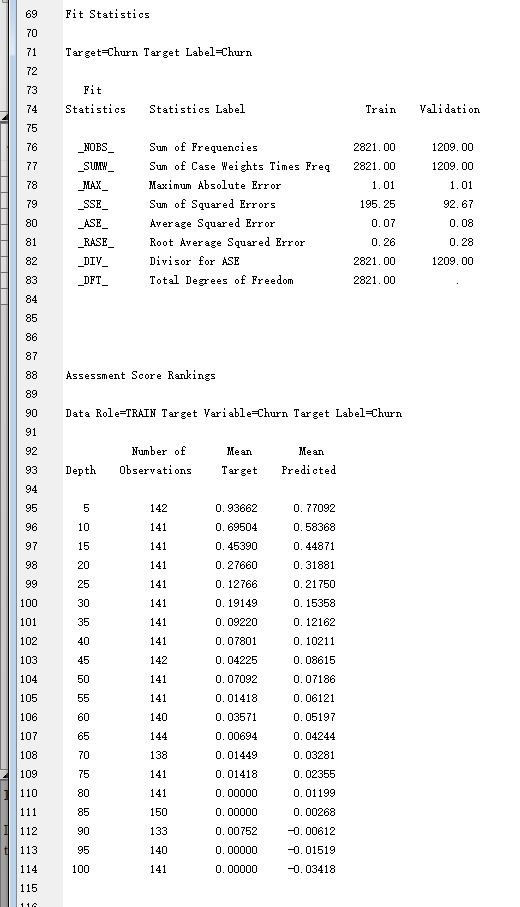 69 Fit Statistics
70
71 Target=Churn Target Label=Churn
72
73 Fit
74 Statistics Statistics Label Train Validation
75
76 _NOBS_ Sum of Frequencies 2821.00 1209.00
77 _SUMW_ Sum of Case Weights Times Freq 2821.00 1209.00
78 _MAX_ Maximum Absolute Error 1.01 1.01
79 _SSE_ Sum of Squared Errors 195.25 92.67
80 _ASE_ Average Squared Error 0.07 0.08
81 _RASE_ Root Average Squared Error 0.26 0.28
82 _DIV_ Divisor for ASE 2821.00 1209.00
83 _DFT_ Total Degrees of Freedom 2821.00 .
84
85
86
87
88 Assessment Score Rankings
89
90 Data Role=TRAIN Target Variable=Churn Target Label=Churn
91
92 Number of Mean Mean
93 Depth Observations Target Predicted
94
95 5 142 0.93662 0.77092
96 10 141 0.69504 0.58368
97 15 141 0.45390 0.44871
98 20 141 0.27660 0.31881
99 25 141 0.12766 0.21750
100 30 141 0.19149 0.15358
101 35 141 0.09220 0.12162
102 40 141 0.07801 0.10211
103 45 142 0.04225 0.08615
104 50 141 0.07092 0.07186
105 55 141 0.01418 0.06121
106 60 140 0.03571 0.05197
107 65 144 0.00694 0.04244
108 70 138 0.01449 0.03281
109 75 141 0.01418 0.02355
110 80 141 0.00000 0.01199
111 85 150 0.00000 0.00268
112 90 133 0.00752 -0.00612
113 95 140 0.00000 -0.01519
114 100 141 0.00000 -0.03418
115